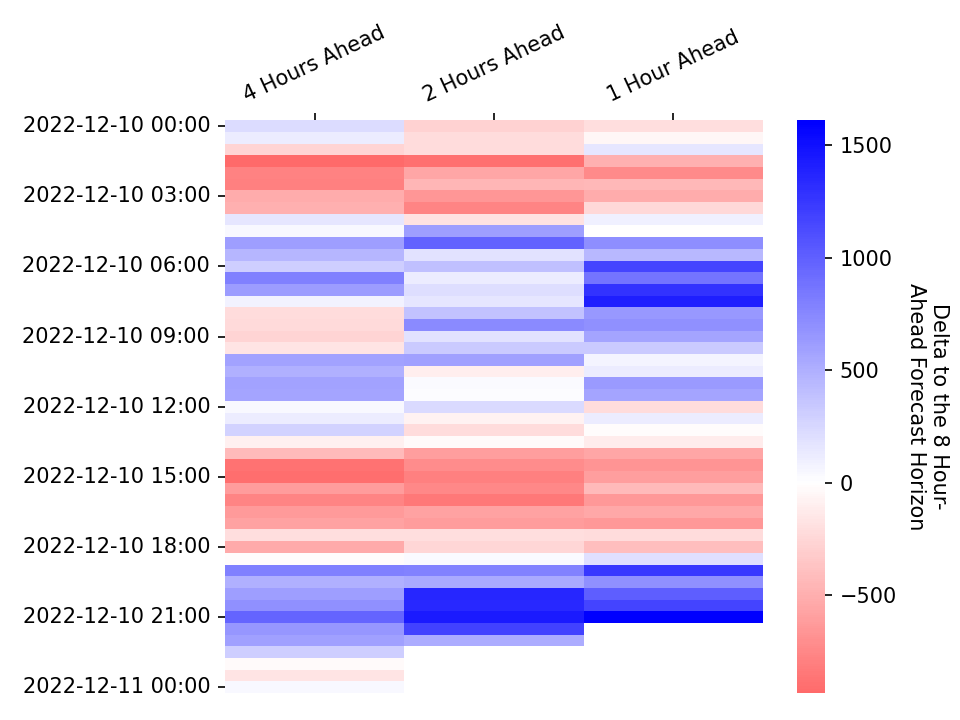 4 Hours Ahead
2 Hours Ahead
1 Hour Ahead
2022-12-10 00:00
2022-12-10 03:00
2022-12-10 06:00
2022-12-10 09:00
2022-12-10 12:00
2022-12-10 15:00
2022-12-10 18:00
2022-12-10 21:00
2022-12-11 00:00
1500
1000
500
0
−500
Delta to the 8 Hour-
Ahead Forecast Horizon